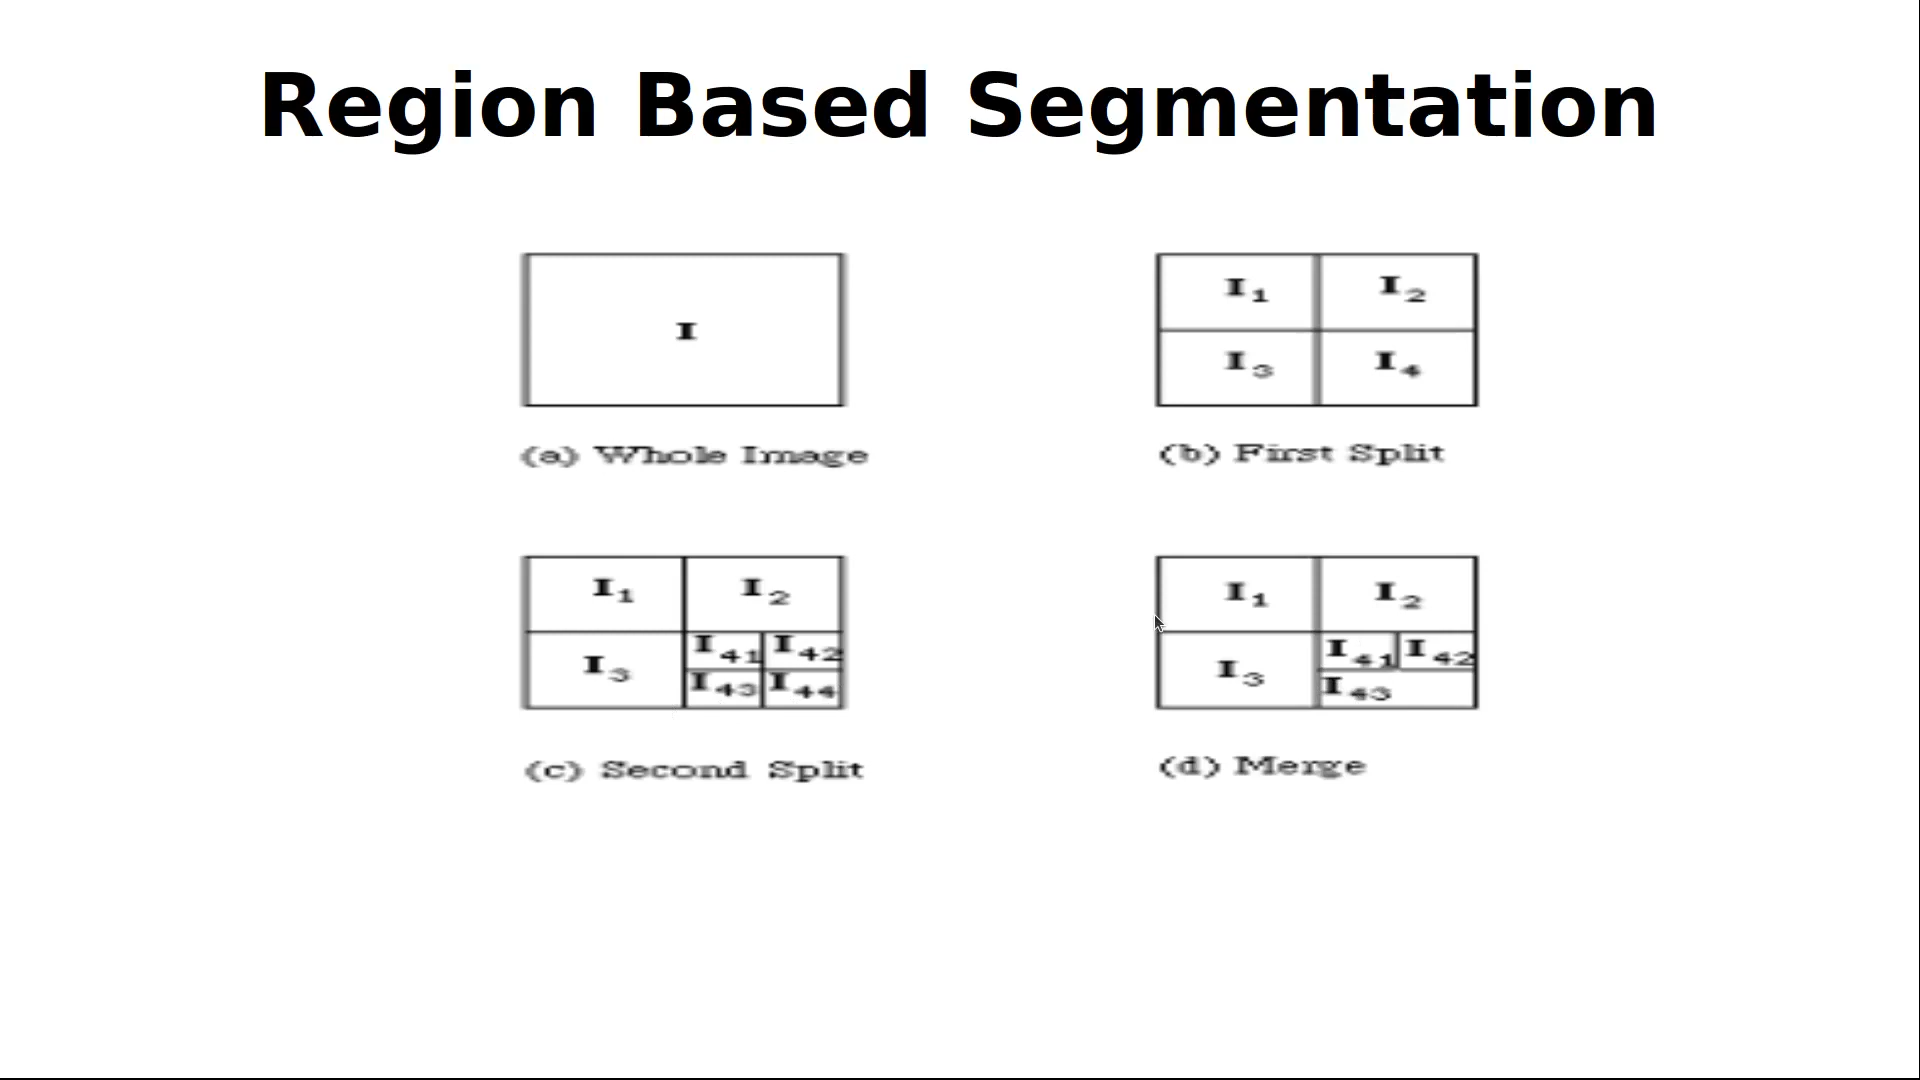 Region Based Segmentation
I
I1 I2
I3 I4
(a) Whole Image
(b) First Split
I1 I2
I3
I41 I42
I43 I44
I1 I2
I3
I41 I42
I43
(c) Second Split
(d) Merge